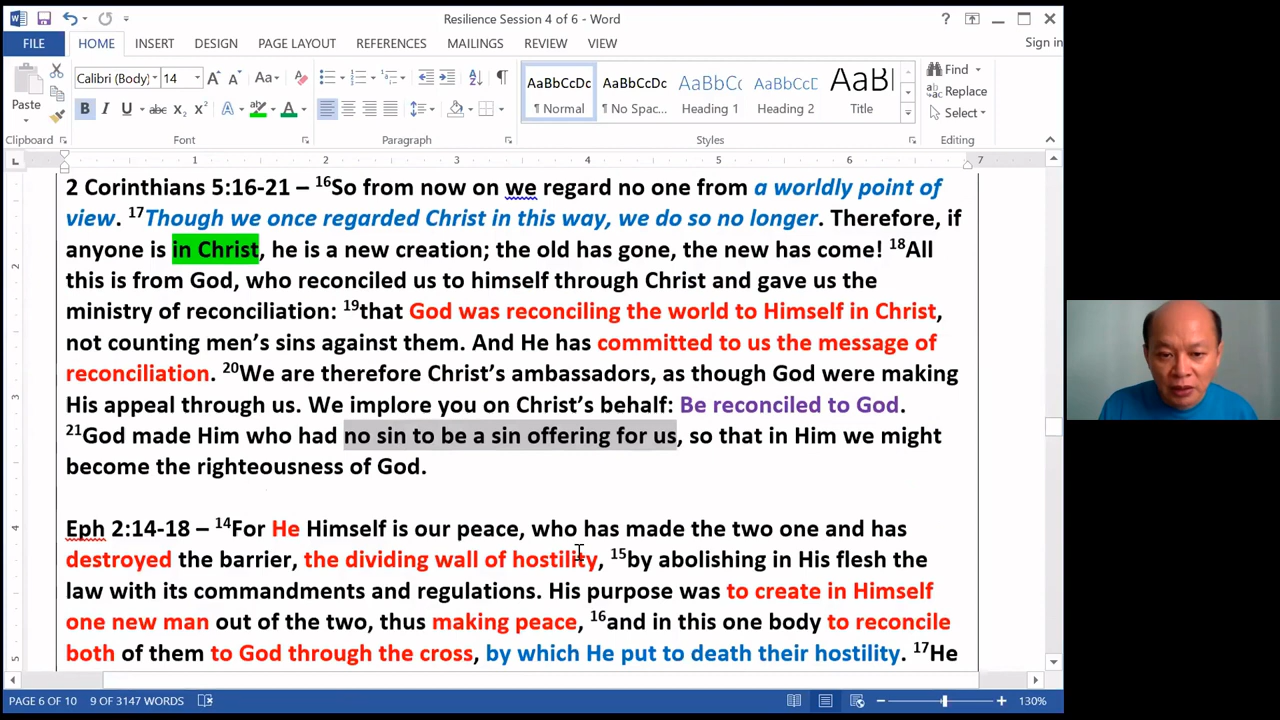 Resilience Session 4 of 6 - Word
Sign in
FILE HOME INSERT DESIGN PAGE LAYOUT REFERENCES MAILINGS REVIEW VIEW
Calibri (Body) 14
Paste
AaBbCcDc AaBbCcDc AaBbCc AaBbCcD AaB
¶ Normal ¶ No Spac... Heading 1 Heading 2 Title
Find
Replace
Select
Clipboard Font Paragraph Styles Editing
1 2 3 4 5 6 7
2 Corinthians 5:16-21 – 16So from now on we regard no one from a worldly point of
view. 17Though we once regarded Christ in this way, we do so no longer. Therefore, if
anyone is in Christ, he is a new creation; the old has gone, the new has come! 18All
this is from God, who reconciled us to himself through Christ and gave us the
ministry of reconciliation: 19that God was reconciling the world to Himself in Christ,
not counting men’s sins against them. And He has committed to us the message of
reconciliation. 20We are therefore Christ’s ambassadors, as though God were making
His appeal through us. We implore you on Christ’s behalf: Be reconciled to God.
21God made Him who had no sin to be a sin offering for us, so that in Him we might
become the righteousness of God.
Eph 2:14-18 – 14For He Himself is our peace, who has made the two one and has
destroyed the barrier, the dividing wall of hostility, 15by abolishing in His flesh the
law with its commandments and regulations. His purpose was to create in Himself
one new man out of the two, thus making peace, 16and in this one body to reconcile
both of them to God through the cross, by which He put to death their hostility. 17He
PAGE 6 OF 10 9 OF 3147 WORDS 130%